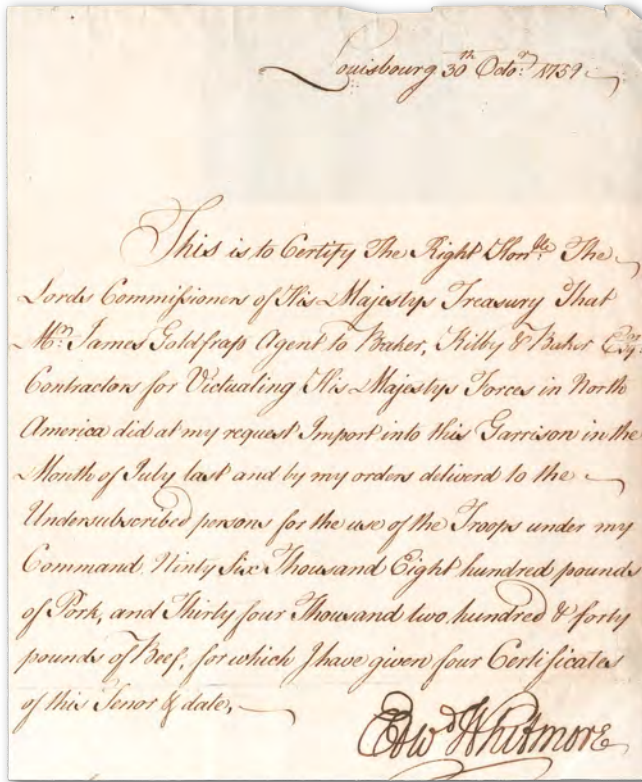 Louisbourg 30th Octo.r 1759
This is to Certify The Right Hon.ble The
Lords Commissioners of His Majestys Treasury That
Mr. James Goldfrap Agent to Baker, Kilby & Baker Esqrs.
Contractors for Victualing His Majestys Forces in North
America did at my request Import into this Garrison in the
Month of July last and by my orders deliverd to the
Undersubscribed persons for the use of the Troops under my
Command Ninty Six Thousand Eight hundred pounds
of Pork, and Thirty four Thousand two hundred & forty
pounds of Beef, for which I have given four Certificates
of this Tenor & date,
Edwd Whitmore